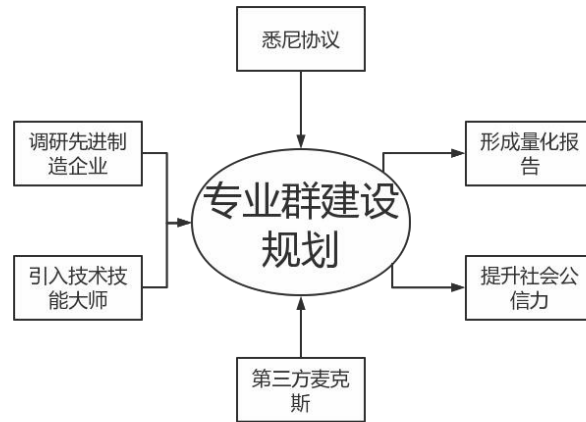 悉尼协议
调研先进制
造企业
形成量化报
告
专业群建设
规划
引入技术技
能大师
提升社会公
信力
第三方麦克
斯